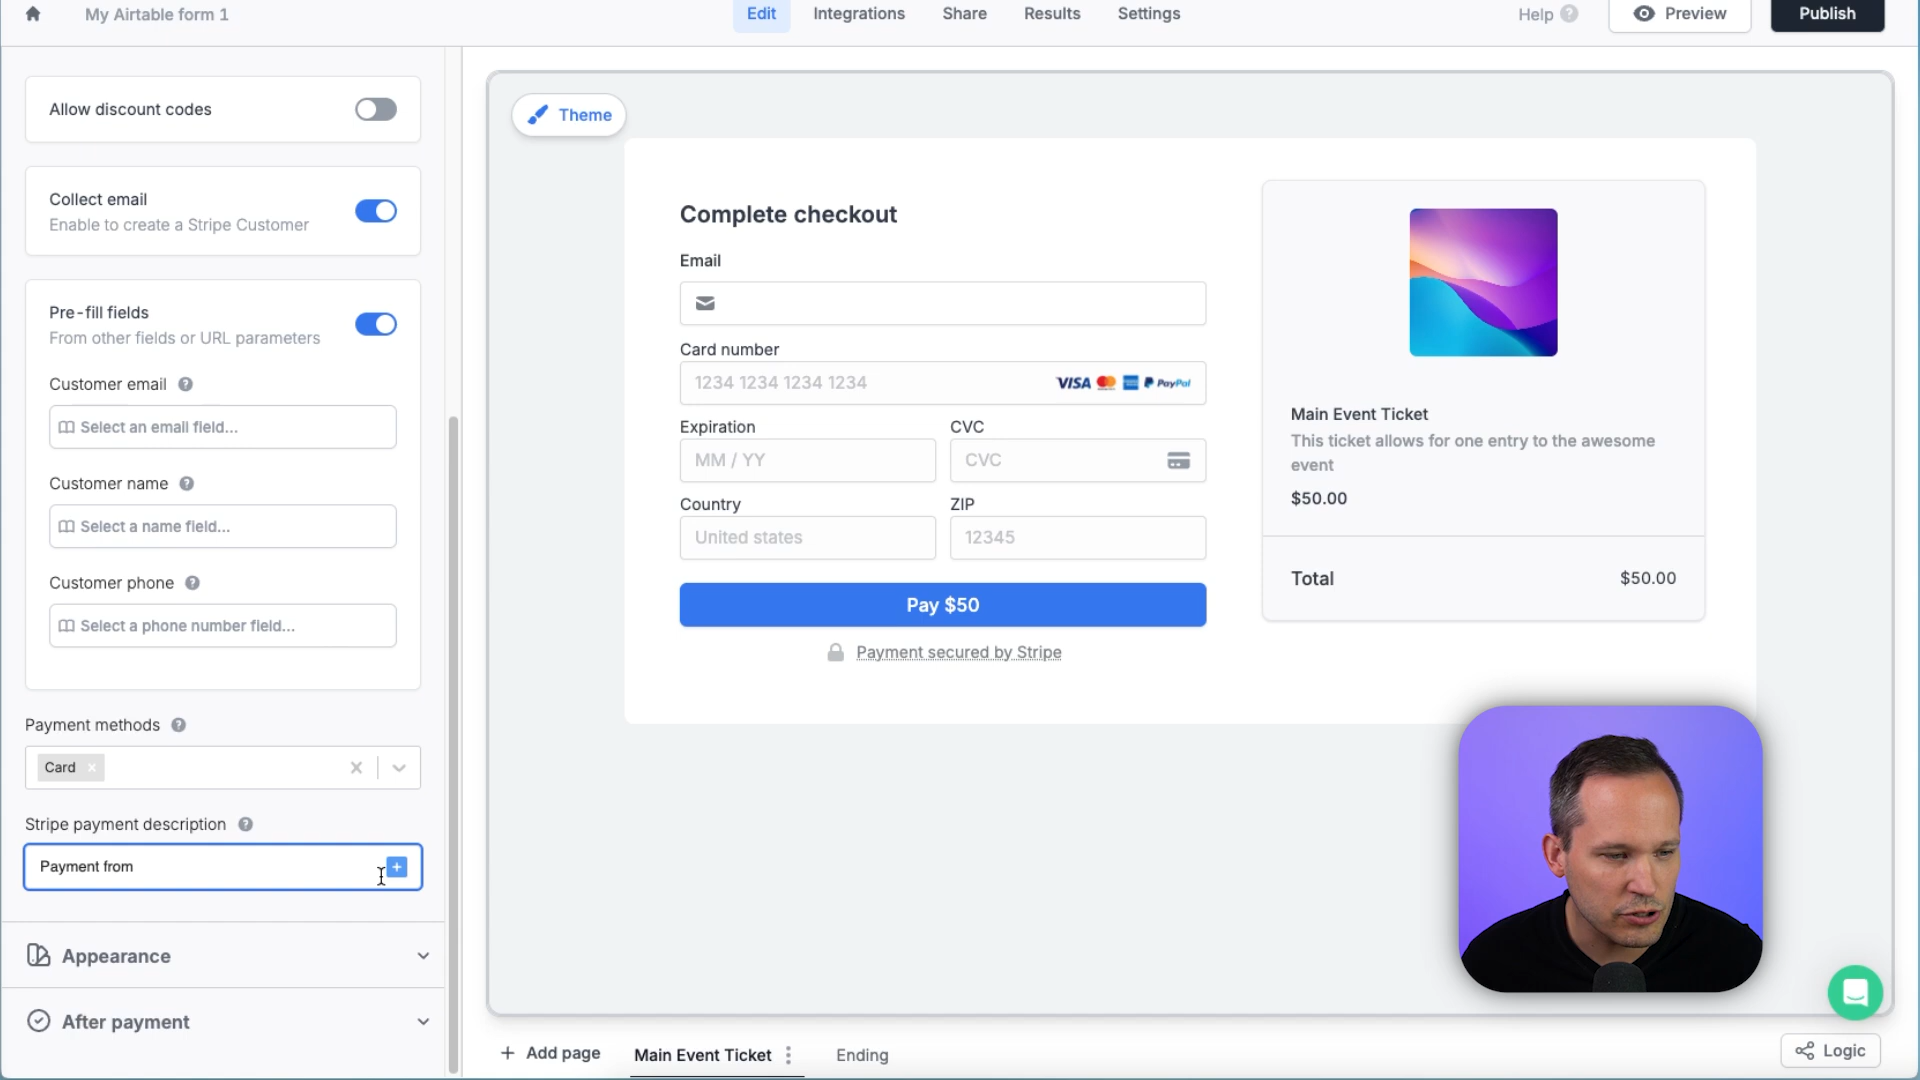 My Airtable form 1
Edit
Integrations
Share
Results
Settings
Help
Preview
Publish
Allow discount codes
Collect email
Enable to create a Stripe Customer
Pre-fill fields
From other fields or URL parameters
Customer email
Select an email field...
Customer name
Select a name field...
Customer phone
Select a phone number field...
Payment methods
Card
Stripe payment description
Payment from
Appearance
After payment
Theme
Complete checkout
Email
Card number
1234 1234 1234 1234
VISA
PayPal
Expiration
CVC
MM / YY
CVC
Country
ZIP
United states
12345
Pay $50
Payment secured by Stripe
Main Event Ticket
This ticket allows for one entry to the awesome
event
$50.00
Total
$50.00
Add page
Main Event Ticket
Ending
Logic